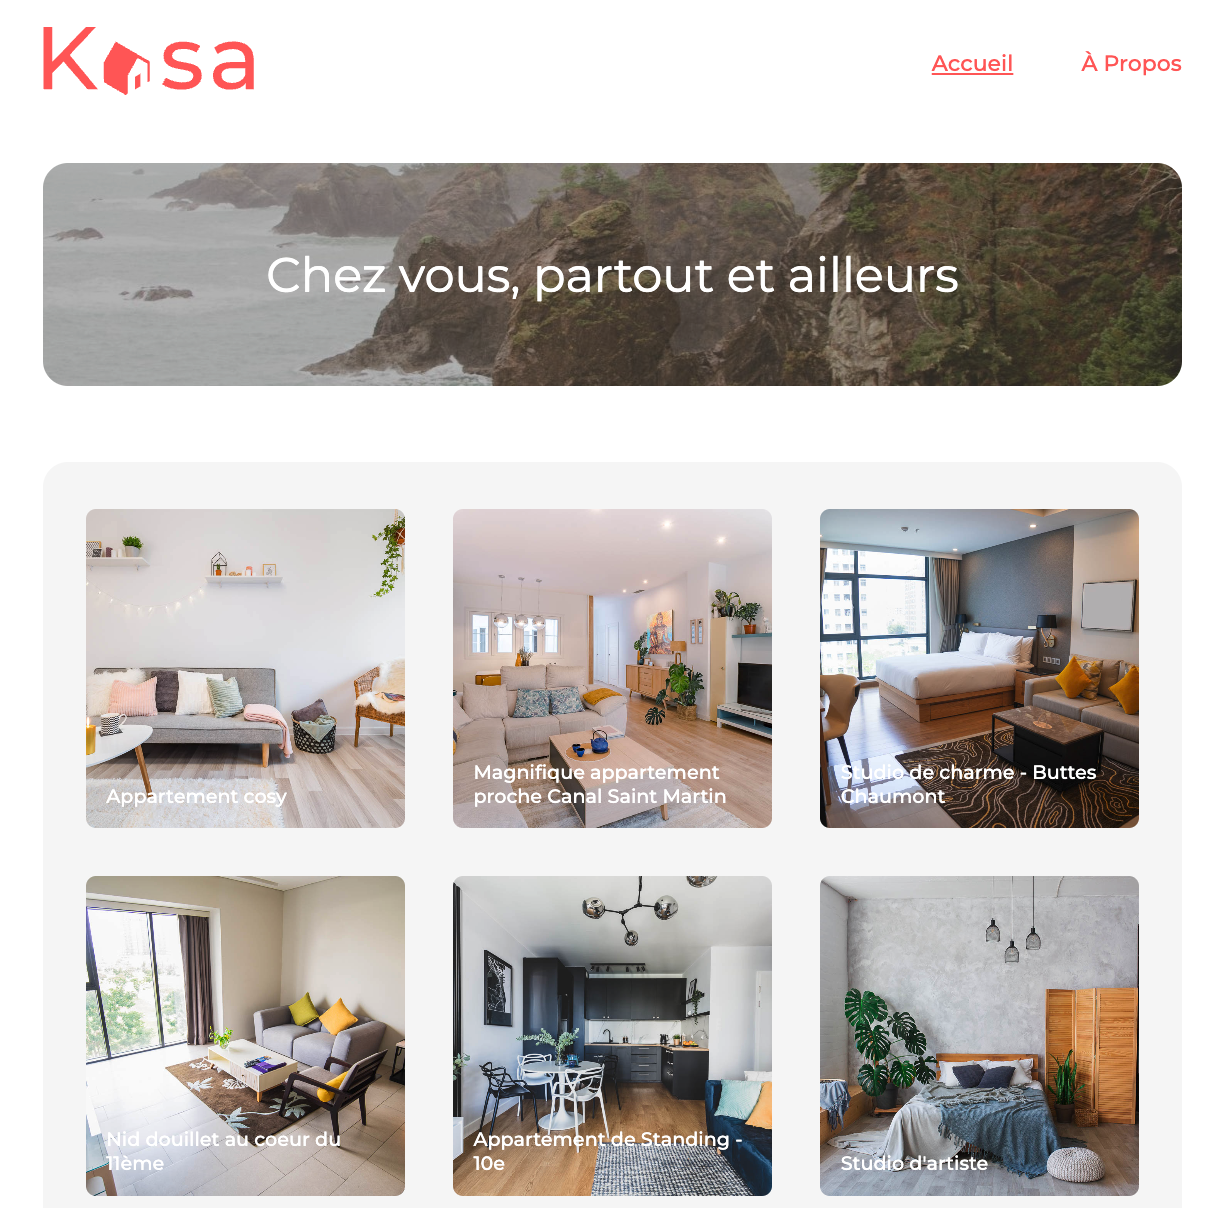 Kasa
Accueil
À Propos
Chez vous, partout et ailleurs
Appartement cosy
Magnifique appartement
proche Canal Saint Martin
Studio de charme - Buttes
Chaumont
Nid douillet au coeur du
11ème
Appartement de Standing -
10e
Studio d'artiste